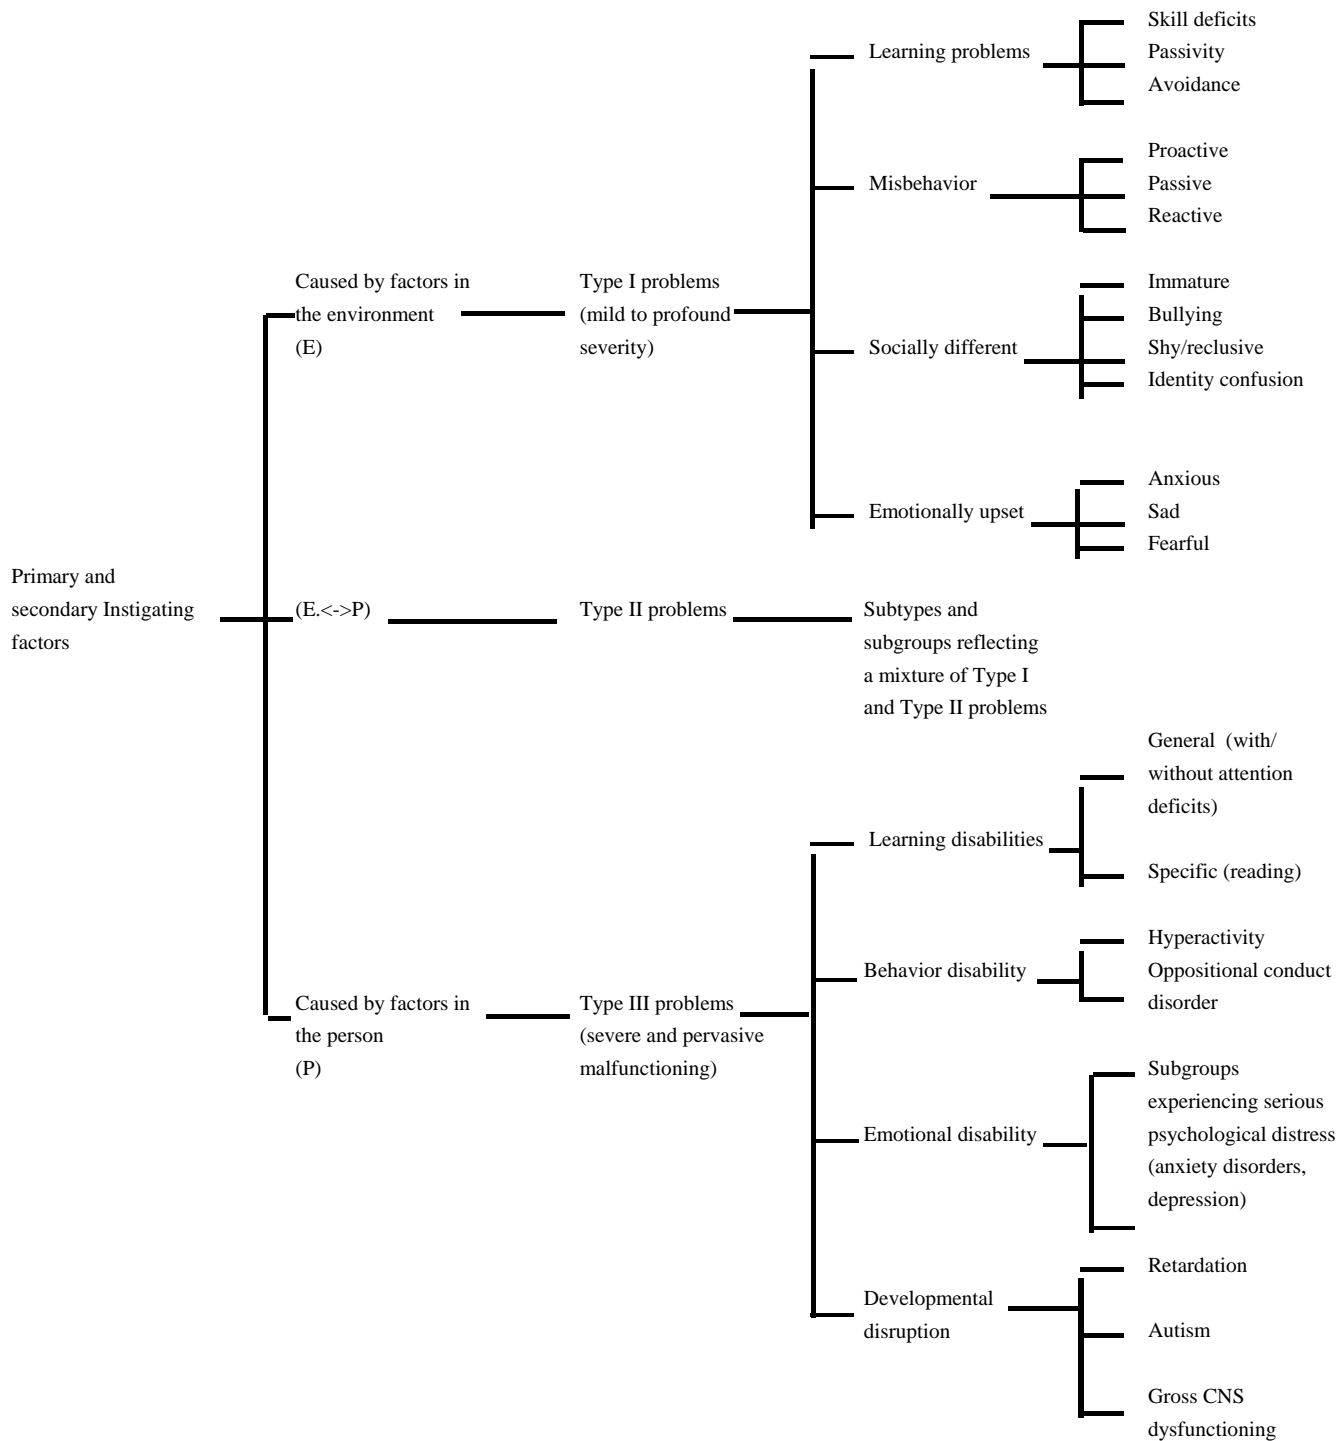 Primary and
secondary Instigating
factors
Caused by factors in
the environment
(E)
Type I problems
(mild to profound
severity)
Learning problems
Skill deficits
Passivity
Avoidance
Misbehavior
Proactive
Passive
Reactive
Socially different
Immature
Bullying
Shy/reclusive
Identity confusion
Emotionally upset
Anxious
Sad
Fearful
(E.<->P)
Type II problems
Subtypes and
subgroups reflecting
a mixture of Type I
and Type II problems
Caused by factors in
the person
(P)
Type III problems
(severe and pervasive
malfunctioning)
Learning disabilities
General (with/
without attention
deficits)
Specific (reading)
Behavior disability
Hyperactivity
Oppositional conduct
disorder
Emotional disability
Subgroups
experiencing serious
psychological distress
(anxiety disorders,
depression)
Developmental
disruption
Retardation
Autism
Gross CNS
dysfunctioning